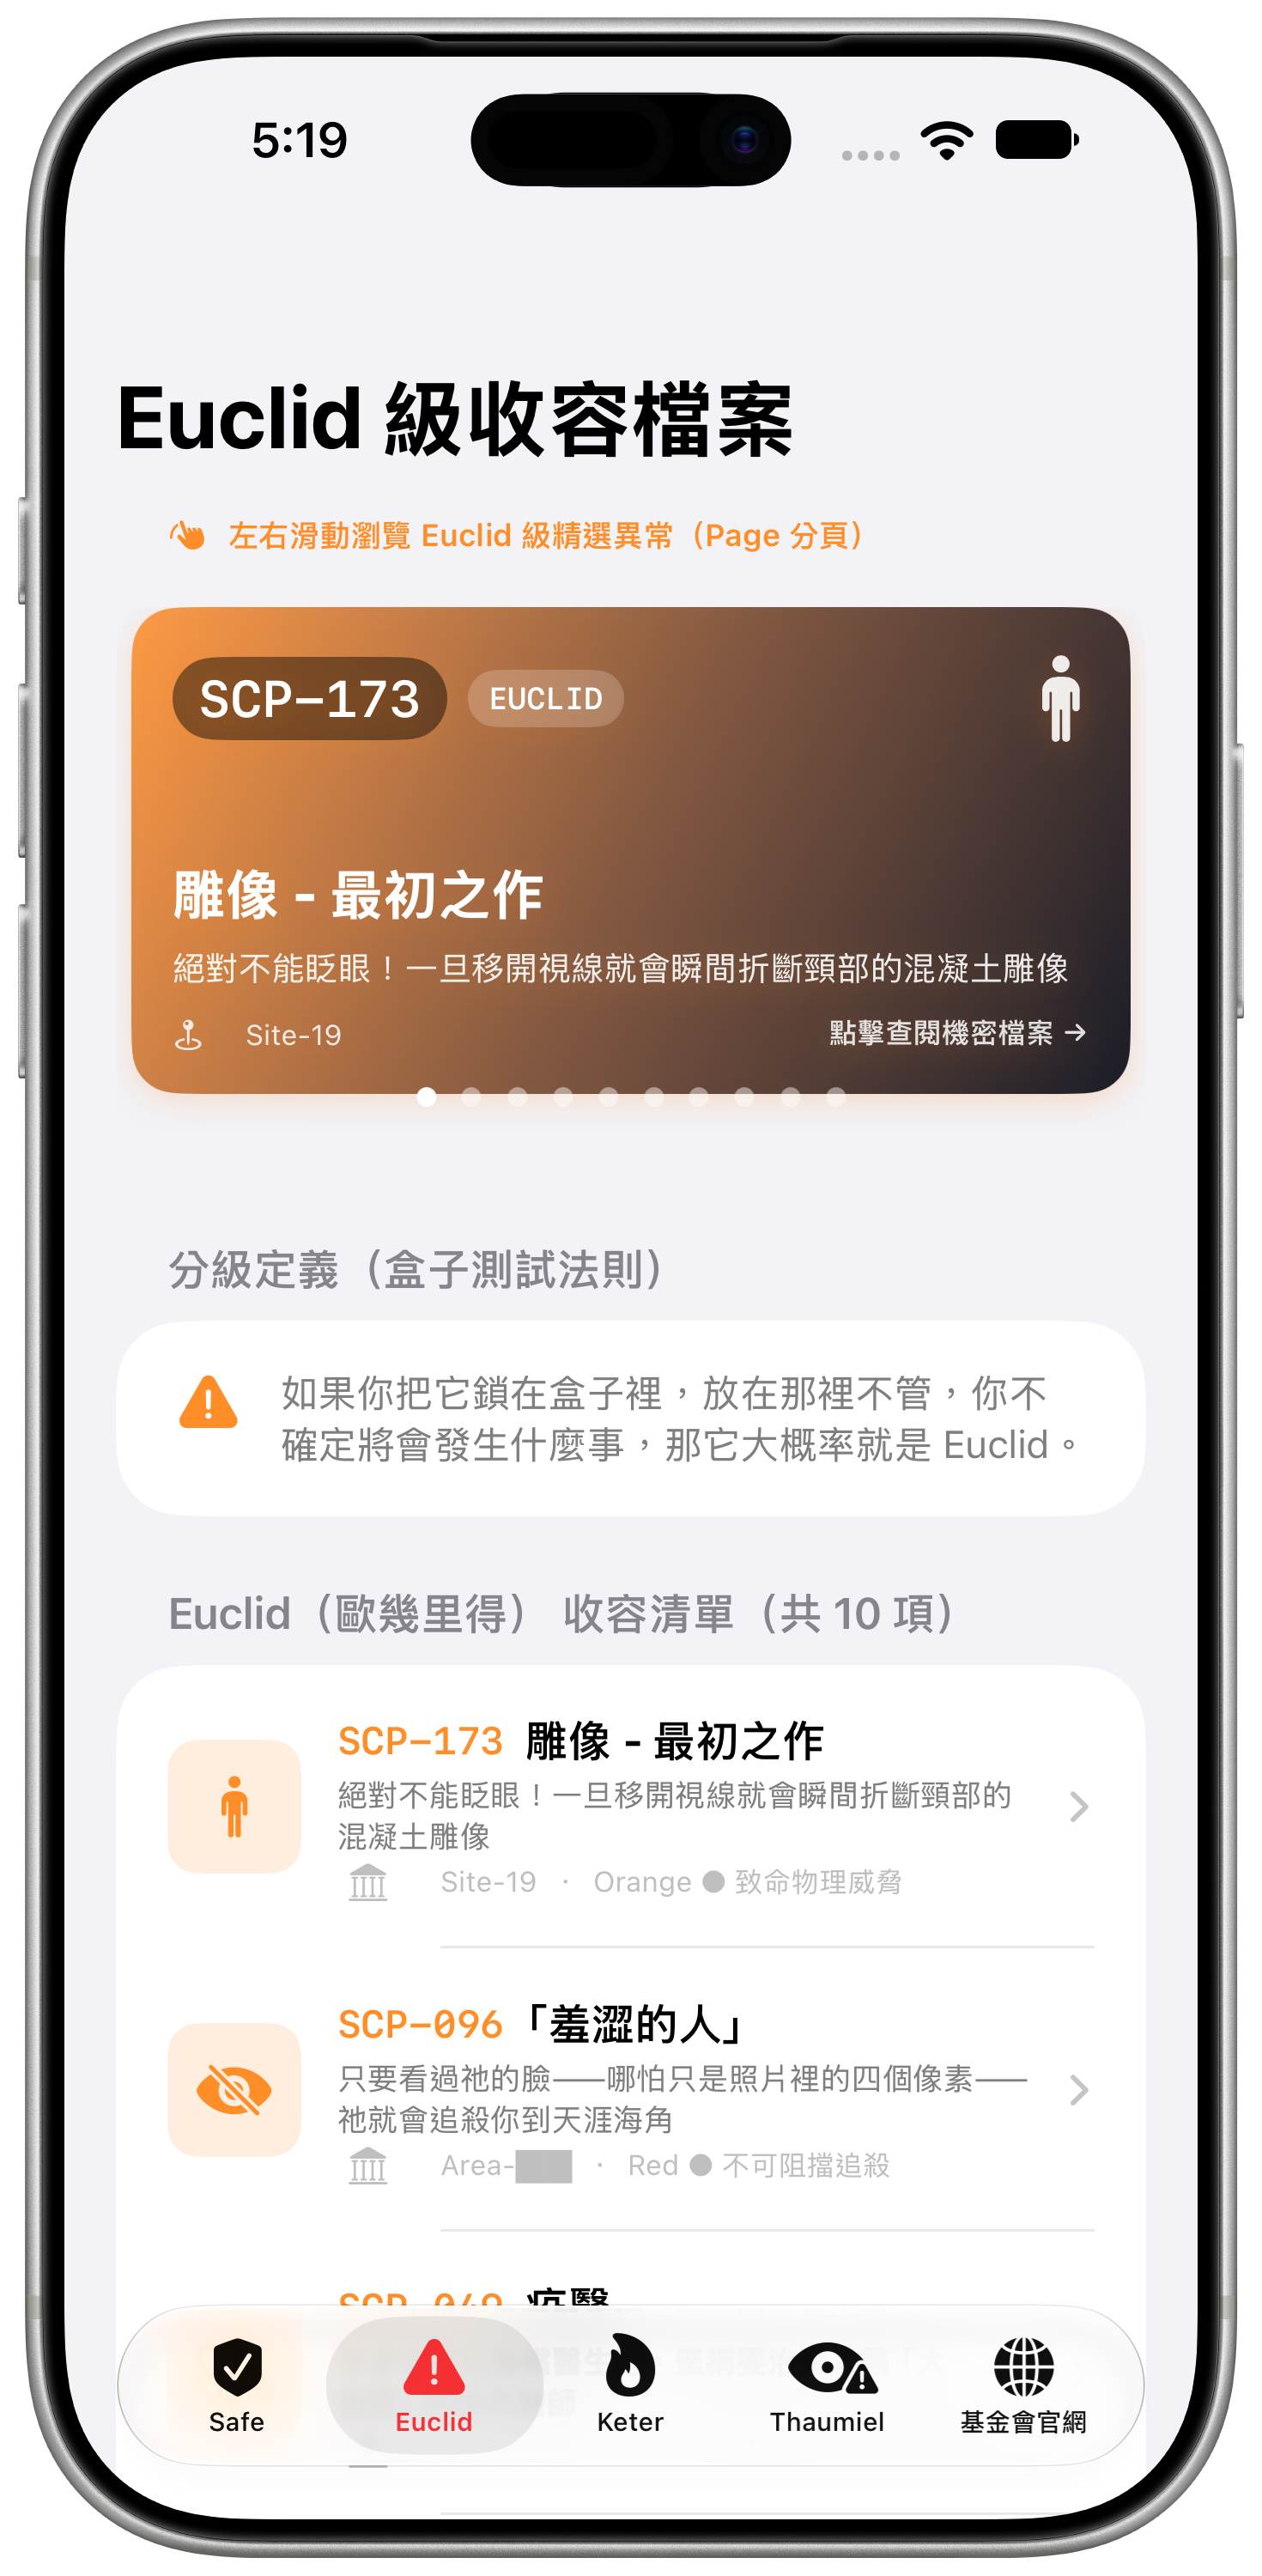 5:19
Euclid 級收容檔案
左右滑動瀏覽 Euclid 級精選異常（Page 分頁）
SCP-173
EUCLID
雕像 - 最初之作
絕對不能眨眼！一旦移開視線就會瞬間折斷頸部的混凝土雕像
Site-19
點擊查閱機密檔案 →
分級定義（盒子測試法則）
如果你把它鎖在盒子裡，放在那裡不管，你不
確定將會發生什麼事，那它大概率就是 Euclid。
Euclid（歐幾里得） 收容清單（共 10 項）
SCP-173 雕像 - 最初之作
絕對不能眨眼！一旦移開視線就會瞬間折斷頸部的
混凝土雕像
Site-19 · Orange ● 致命物理威脅
SCP-096「羞澀的人」
只要看過祂的臉——哪怕只是照片裡的四個像素——
祂就會追殺你到天涯海角
Area-███ · Red ● 不可阻擋追殺
SCP-049 疫醫
Safe
Euclid
Keter
Thaumiel
基金會官網